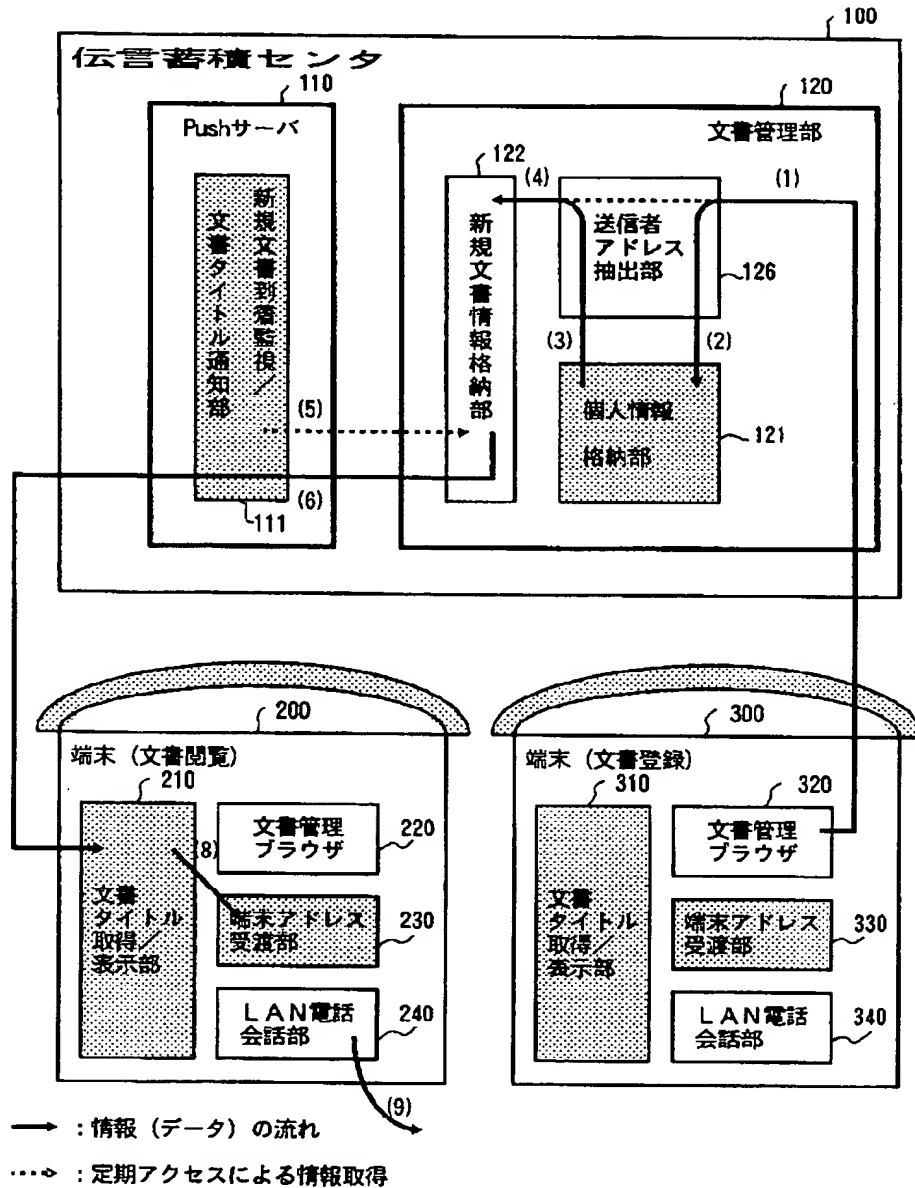 100
伝言蓄積センタ
110
Pushサーバ
新規文書到着監視／
文書タイトル通知部
111
120
文書管理部
122
新規文書情報格納部
(4)
(1)
送信者
アドレス
抽出部
126
(3)
(2)
個人情報
格納部
121
(5)
(6)
200
端末（文書閲覧）
210
文書
タイトル
取得／
表示部
(8)
文書管理
ブラウザ
220
端末アドレス
受渡部
230
ＬＡＮ電話
会話部
240
(9)
300
端末（文書登録）
310
文書
タイトル
取得／
表示部
320
文書管理
ブラウザ
端末アドレス
受渡部
330
ＬＡＮ電話
会話部
340
：情報（データ）の流れ
：定期アクセスによる情報取得